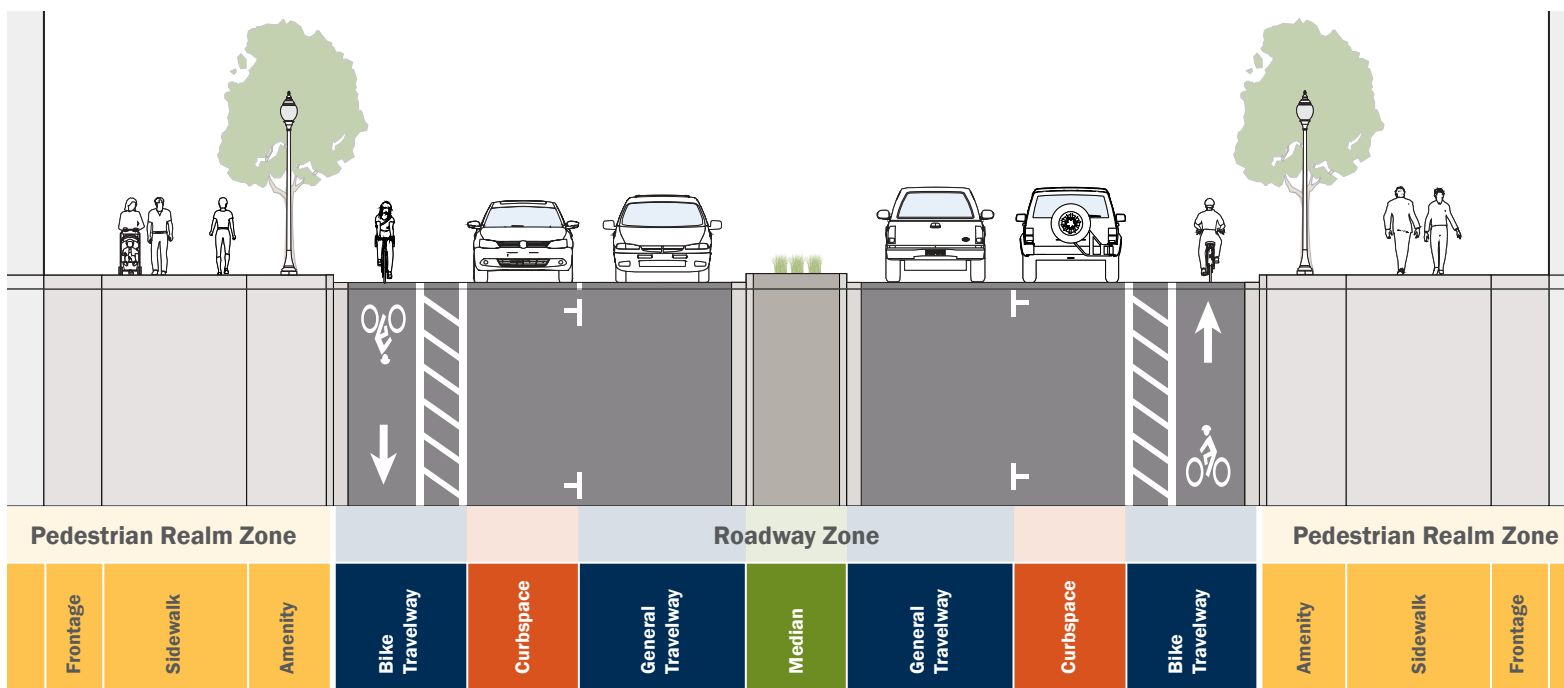 Pedestrian Realm Zone
Roadway Zone
Pedestrian Realm Zone
Frontage
Sidewalk
Amenity
Bike
Travelway
Curbspace
General
Travelway
Median
General
Travelway
Curbspace
Bike
Travelway
Amenity
Sidewalk
Frontage